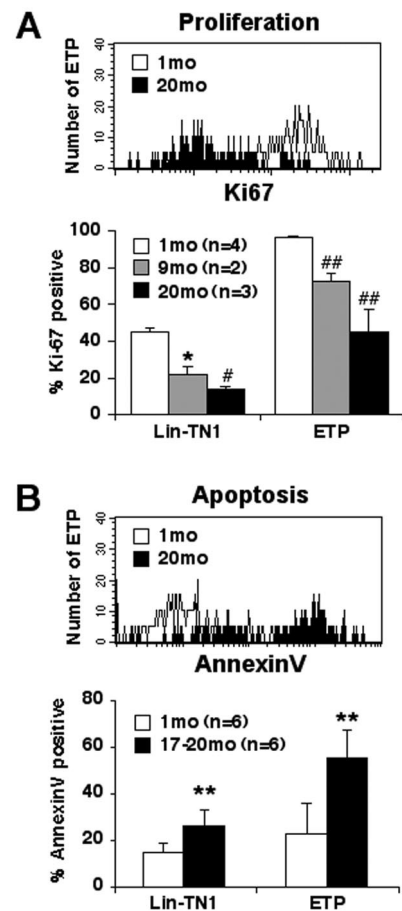 A
Proliferation
Number of ETP
40
30
20
10
0
1mo
20mo
Ki67
% Ki-67 positive
100
80
60
40
20
0
1mo (n=4)
9mo (n=2)
20mo (n=3)
*
#
##
##
Lin-TN1
ETP
B
Apoptosis
Number of ETP
40
30
20
10
0
1mo
20mo
AnnexinV
% AnnexinV positive
80
60
40
20
0
1mo (n=6)
17-20mo (n=6)
**
**
Lin-TN1
ETP